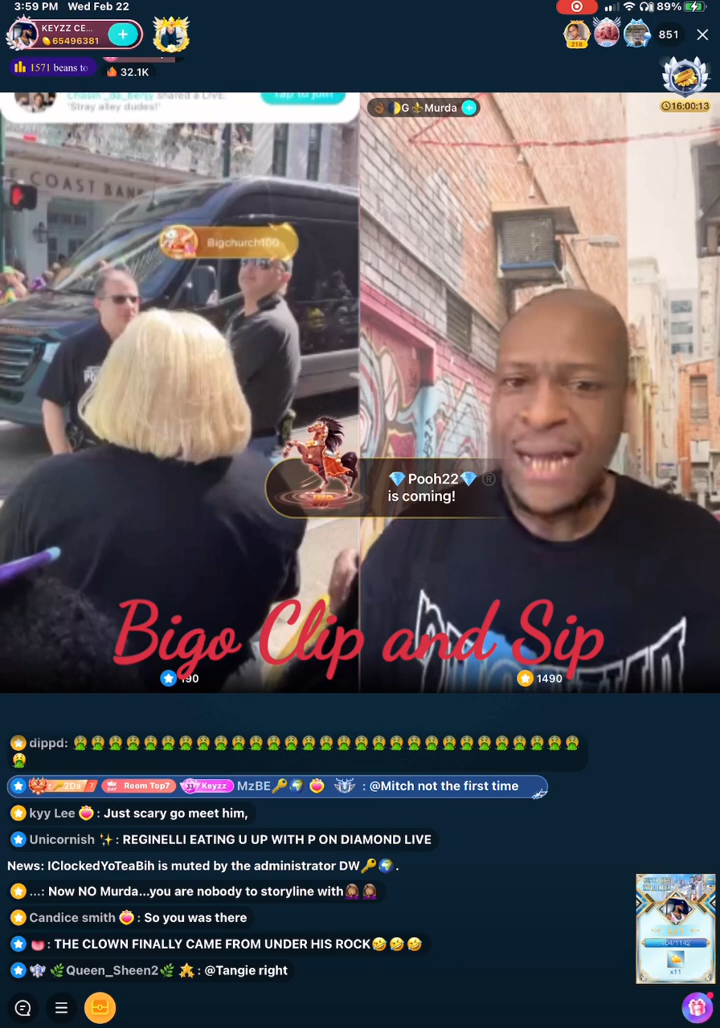 3:59 PM Wed Feb 22
89%
KEYZZ CE...
65496381
218
851
1571 beans to
32.1K
shared a LIVE:
Tap to join
"Stray alley dudes!"
G⚜Murda
16:00:13
COAST BAN
Bigchurch100
💎Pooh22💎®
is coming!
Bigo Clip and Sip
190
1490
dippd: 🤮🤮🤮🤮🤮🤮🤮🤮🤮🤮🤮🤮🤮🤮🤮🤮🤮🤮🤮🤮🤮🤮🤮🤮🤮🤮🤮🤮🤮
🤮
Room Top7 Keyzz MzBE🔑🌍 : @Mitch not the first time
kyy Lee : Just scary go meet him,
Unicornish ✨: REGINELLI EATING U UP WITH P ON DIAMOND LIVE
News: IClockedYoTeaBih is muted by the administrator DW🔑🌍.
...: Now NO Murda...you are nobody to storyline with🤦🏽‍♀️🤦🏽‍♀️
Candice smith : So you was there
👅: THE CLOWN FINALLY CAME FROM UNDER HIS ROCK🤣🤣🤣
🌿Queen_Sheen2🌿 : @Tangie right
x11